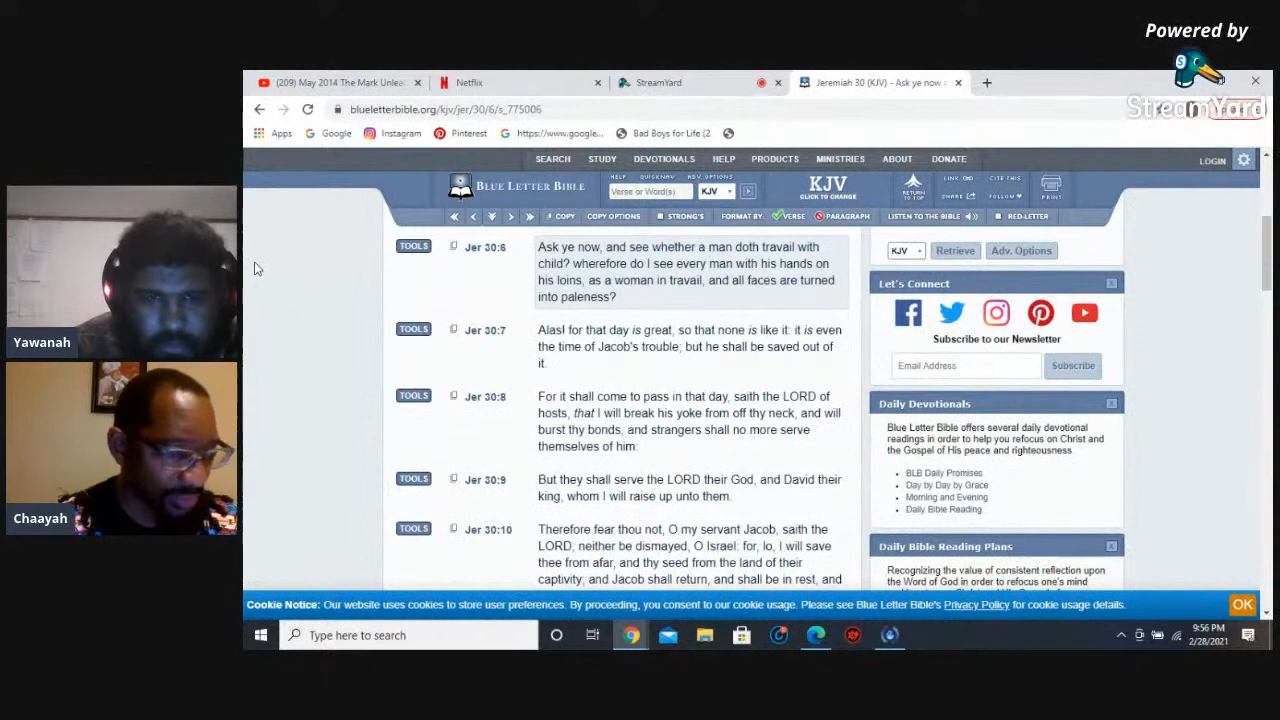 Powered by
StreamYard
(209) May 2014 The Mark Unlea
Netflix
StreamYard
Jeremiah 30 (KJV) - Ask ye now
blueletterbible.org/kjv/jer/30/6/s_775006
Apps
Google
Instagram
Pinterest
https://www.google...
Bad Boys for Life (2
SEARCH STUDY DEVOTIONALS HELP PRODUCTS MINISTRIES ABOUT DONATE
LOGIN
BLUE LETTER BIBLE
HELP QUICKNAV ADV OPTIONS
Verse or Word(s)
KJV
KJV
CLICK TO CHANGE
RETURN TO TOP
LINK
SHARE
CITE THIS
FOLLOW
PRINT
COPY COPY OPTIONS STRONG'S FORMAT BY VERSE PARAGRAPH LISTEN TO THE BIBLE RED-LETTER
TOOLS Jer 30:6 Ask ye now, and see whether a man doth travail with
child? wherefore do I see every man with his hands on
his loins, as a woman in travail, and all faces are turned
into paleness?
TOOLS Jer 30:7 Alas! for that day is great, so that none is like it: it is even
the time of Jacob's trouble; but he shall be saved out of
it.
TOOLS Jer 30:8 For it shall come to pass in that day, saith the LORD of
hosts, that I will break his yoke from off thy neck, and will
burst thy bonds, and strangers shall no more serve
themselves of him:
TOOLS Jer 30:9 But they shall serve the LORD their God, and David their
king, whom I will raise up unto them.
TOOLS Jer 30:10 Therefore fear thou not, O my servant Jacob, saith the
LORD; neither be dismayed, O Israel: for, lo, I will save
thee from afar, and thy seed from the land of their
captivity; and Jacob shall return, and shall be in rest, and
KJV Retrieve Adv. Options
Let's Connect
Subscribe to our Newsletter
Email Address Subscribe
Daily Devotionals
Blue Letter Bible offers several daily devotional
readings in order to help you refocus on Christ and
the Gospel of His peace and righteousness
BLB Daily Promises
Day by Day by Grace
Morning and Evening
Daily Bible Reading
Daily Bible Reading Plans
Recognizing the value of consistent reflection upon
the Word of God in order to refocus one's mind
Cookie Notice: Our website uses cookies to store user preferences. By proceeding, you consent to our cookie usage. Please see Blue Letter Bible's Privacy Policy for cookie usage details.
OK
Type here to search
9:56 PM
2/28/2021
Yawanah
Chaayah